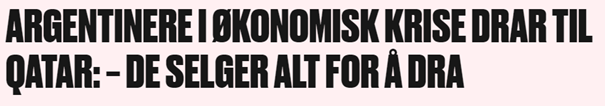 ARGENTINERE I ØKONOMISK KRISE DRAR TIL
QATAR: – DE SELGER ALT FOR Å DRA